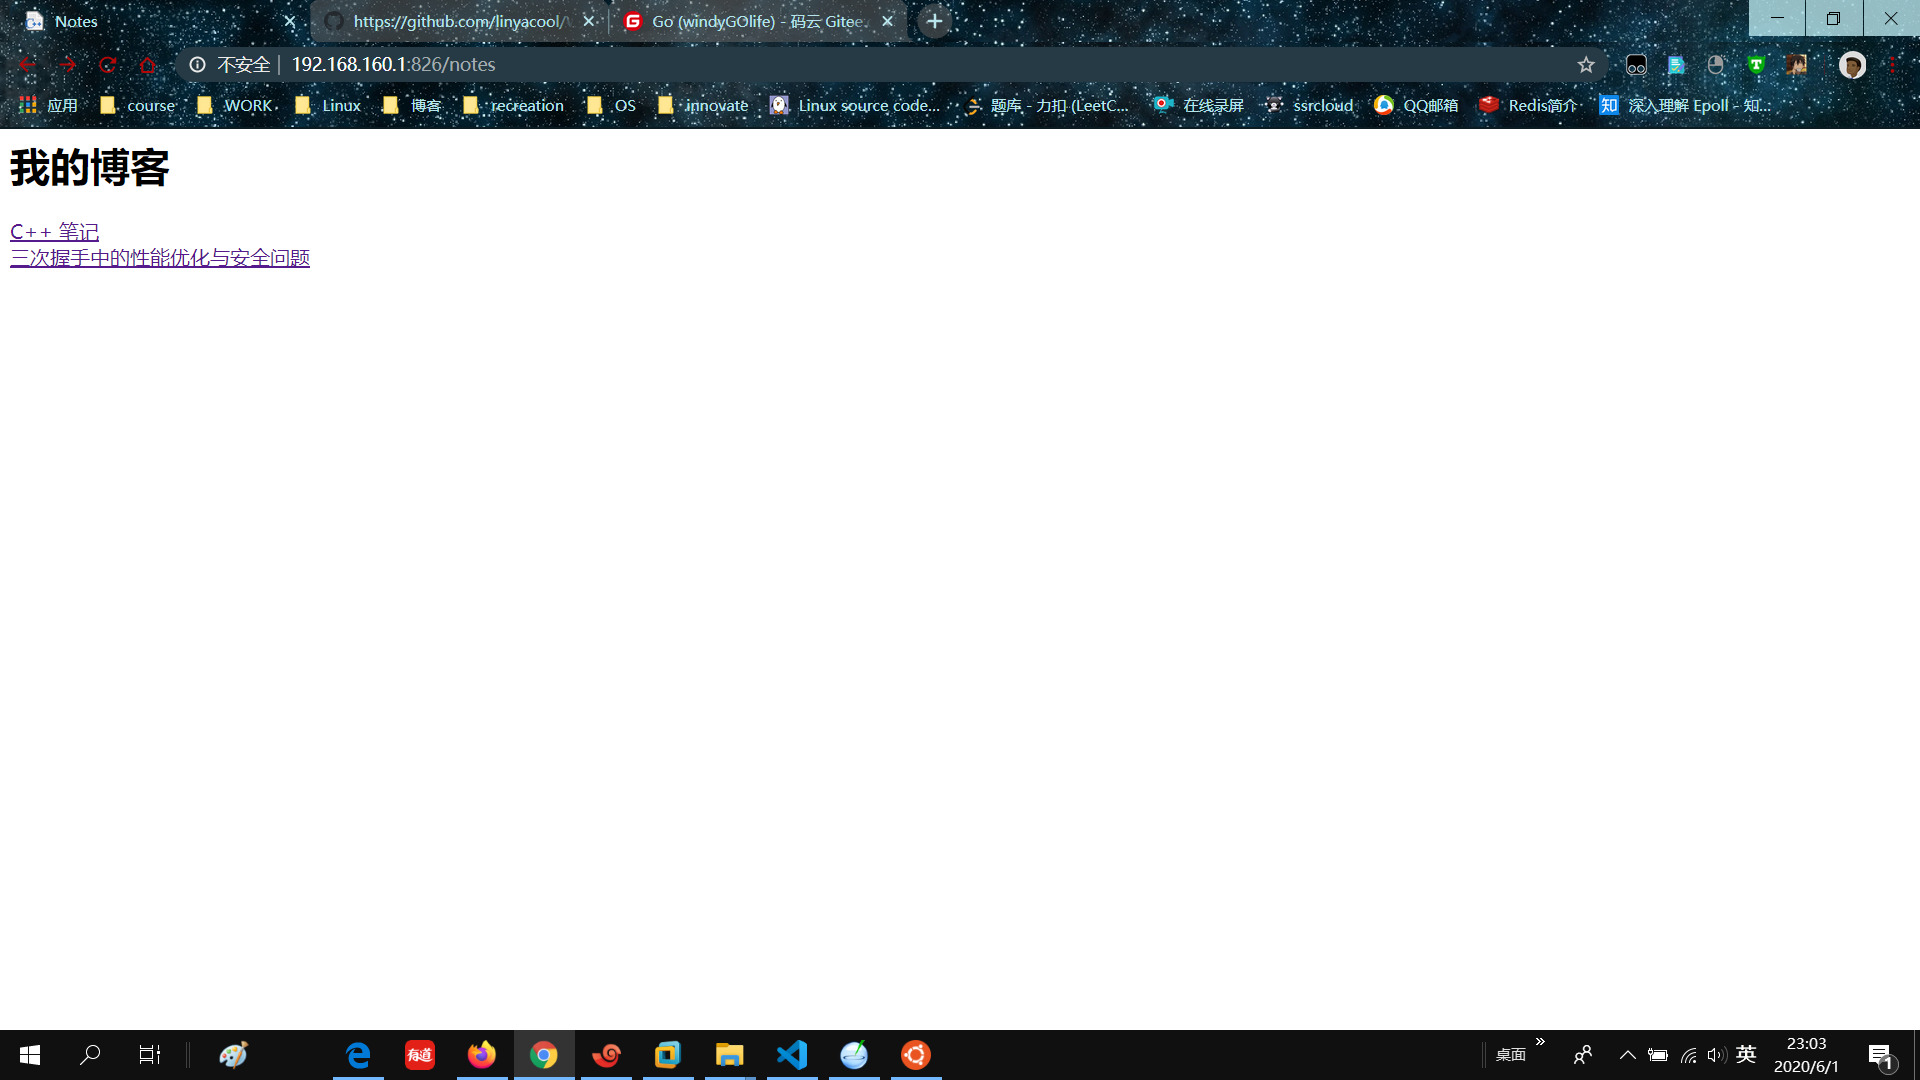 Notes
https://github.com/linyacool/
Go (windyGOlife) - 码云 Gitee
不安全 | 192.168.160.1:826/notes
应用 course WORK Linux 博客 recreation OS innovate Linux source code... 题库 - 力扣 (LeetC... 在线录屏 ssrcloud QQ邮箱 Redis简介 知 深入理解 Epoll - 知...
我的博客
C++ 笔记
三次握手中的性能优化与安全问题
有道
桌面
英
23:03
2020/6/1
1